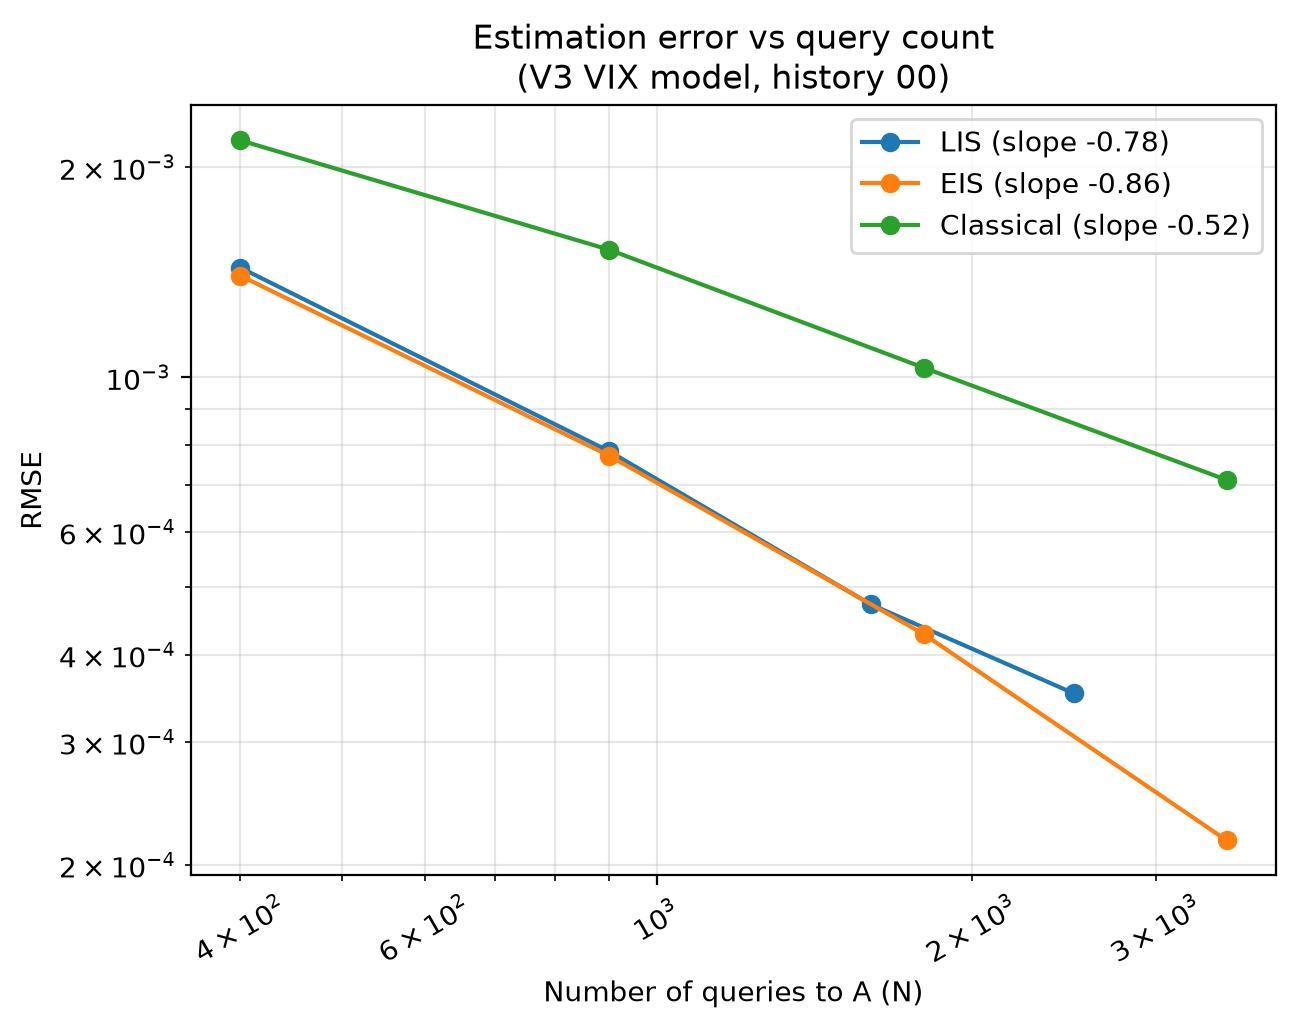 Estimation error vs query count
(V3 VIX model, history 00)
LIS (slope -0.78)
EIS (slope -0.86)
Classical (slope -0.52)
RMSE
2 × 10⁻³
10⁻³
6 × 10⁻⁴
4 × 10⁻⁴
3 × 10⁻⁴
2 × 10⁻⁴
4 × 10²
6 × 10²
10³
2 × 10³
3 × 10³
Number of queries to A (N)